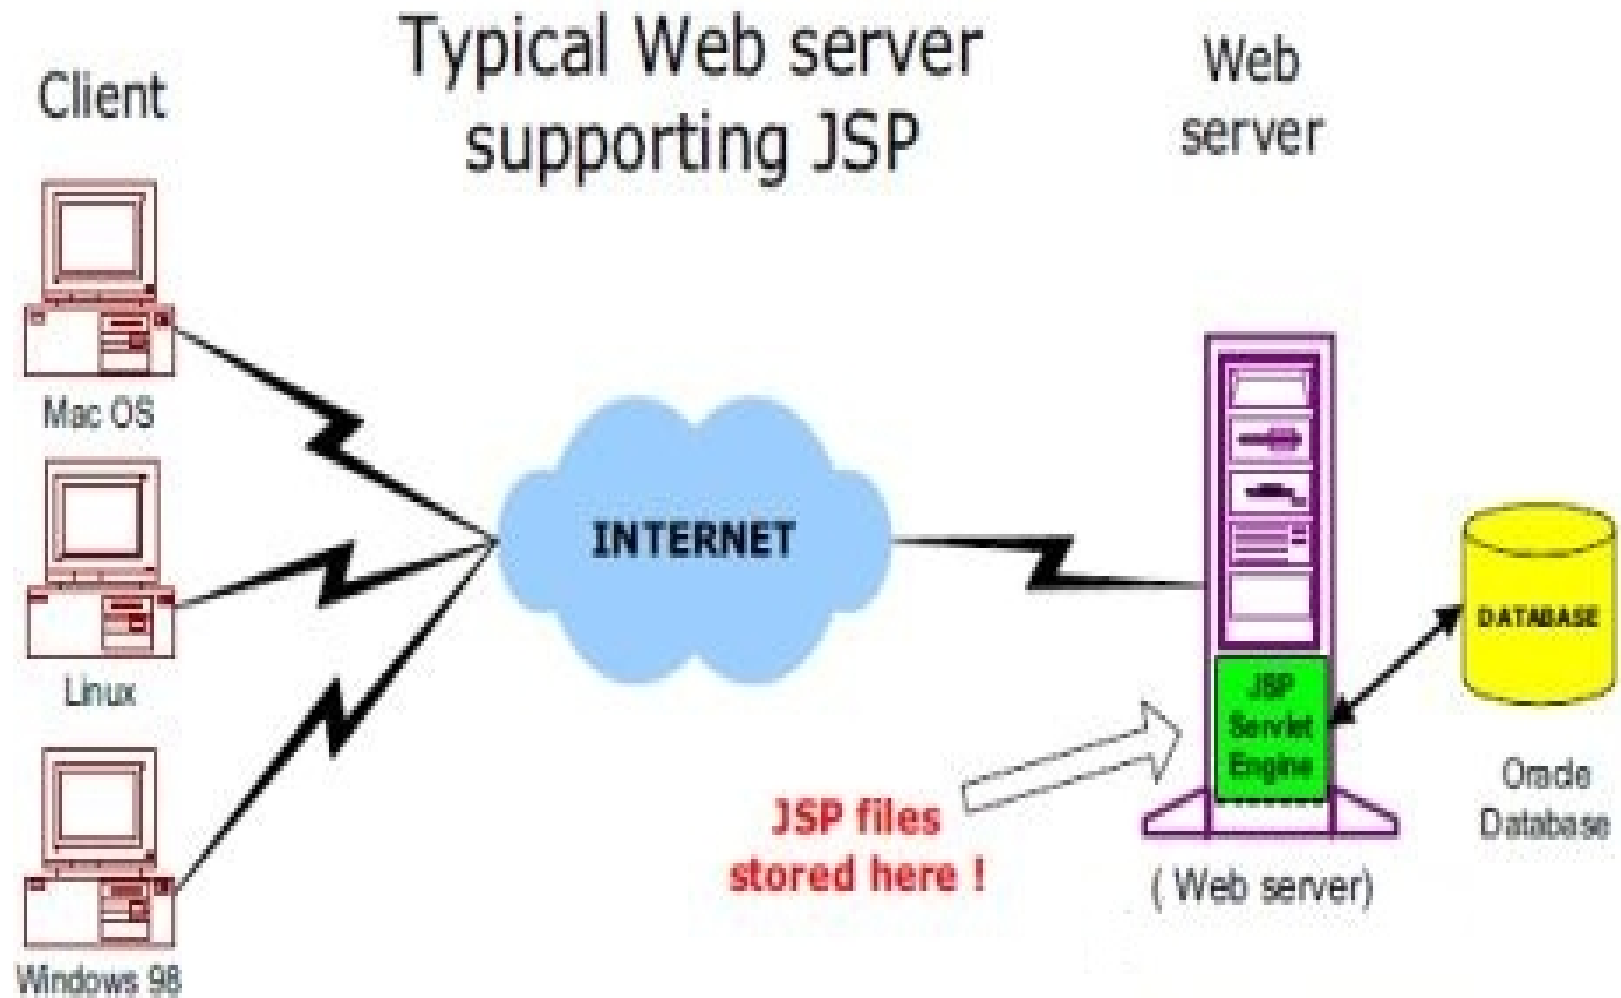 Typical Web server
supporting JSP
Client
Web
server
Mac OS
Linux
Windows 98
INTERNET
JSP
Servlet
Engine
DATABASE
Oracle
Database
JSP files
stored here !
( Web server)